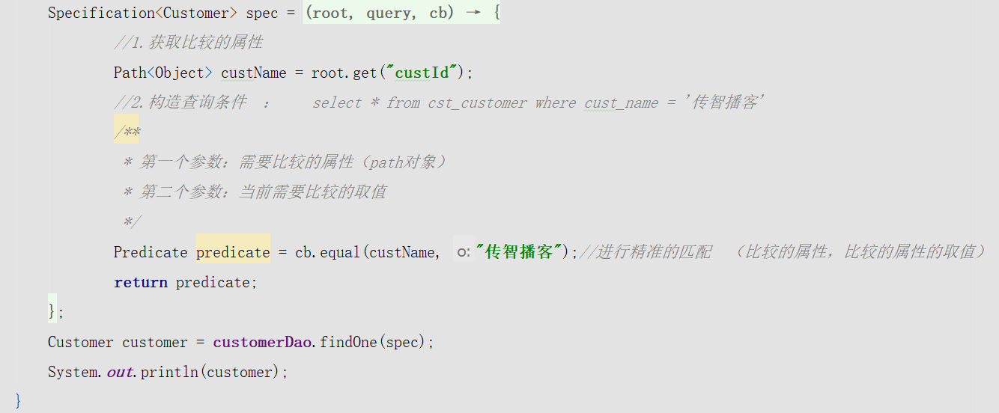 Specification<Customer> spec = (root, query, cb) → {
//1.获取比较的属性
Path<Object> custName = root.get("custId");
//2.构造查询条件 : select * from cst_customer where cust_name = '传智播客'
/**
* 第一个参数：需要比较的属性（path对象）
* 第二个参数：当前需要比较的取值
*/
Predicate predicate = cb.equal(custName, o: "传智播客");//进行精准的匹配 （比较的属性，比较的属性的取值）
return predicate;
};
Customer customer = customerDao.findOne(spec);
System.out.println(customer);
}